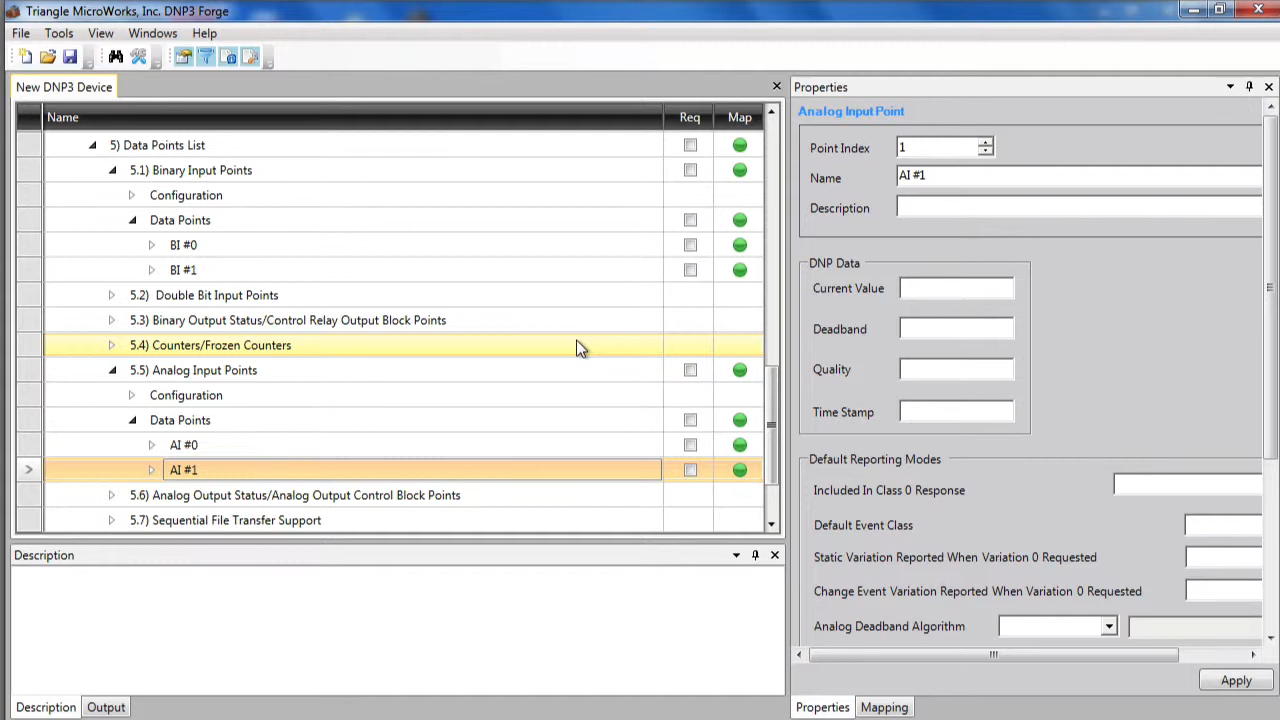 Triangle MicroWorks, Inc. DNP3 Forge
File Tools View Windows Help
New DNP3 Device
Name Req Map
5) Data Points List
5.1) Binary Input Points
Configuration
Data Points
BI #0
BI #1
5.2) Double Bit Input Points
5.3) Binary Output Status/Control Relay Output Block Points
5.4) Counters/Frozen Counters
5.5) Analog Input Points
Configuration
Data Points
AI #0
AI #1
5.6) Analog Output Status/Analog Output Control Block Points
5.7) Sequential File Transfer Support
Description
Description Output
Properties
Analog Input Point
Point Index 1
Name AI #1
Description
DNP Data
Current Value
Deadband
Quality
Time Stamp
Default Reporting Modes
Included In Class 0 Response
Default Event Class
Static Variation Reported When Variation 0 Requested
Change Event Variation Reported When Variation 0 Requested
Analog Deadband Algorithm
Apply
Properties Mapping